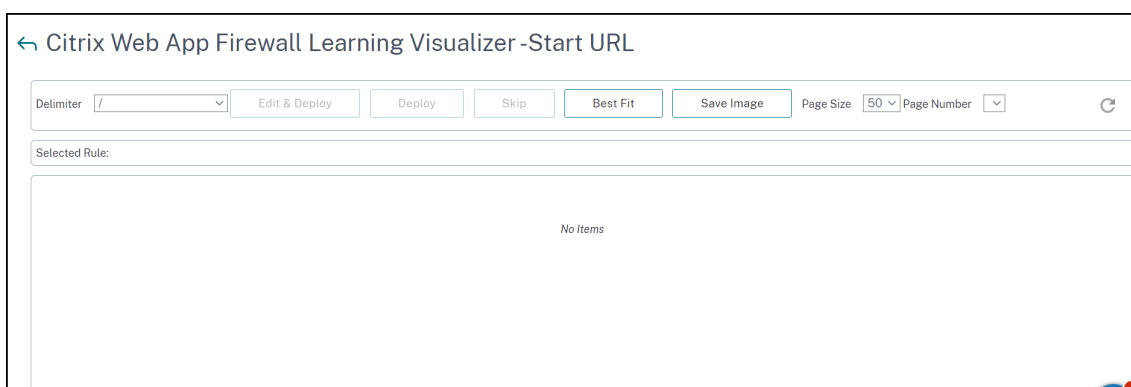 Citrix Web App Firewall Learning Visualizer -Start URL
Delimiter / Edit & Deploy Deploy Skip Best Fit Save Image Page Size 50 Page Number
Selected Rule:
No Items